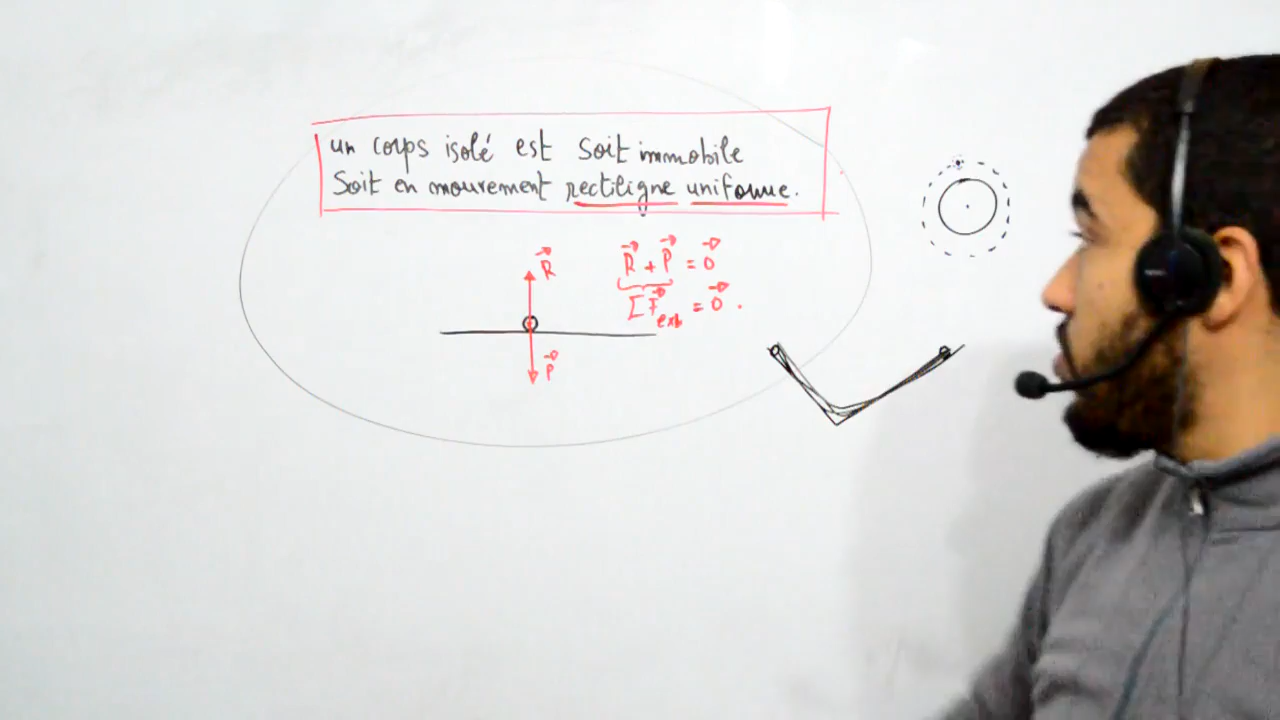 un corps isolé est soit immobile
Soit en mouvement rectiligne uniforme.
R⃗
R⃗ + P⃗ = 0⃗
ΣF⃗ext = 0⃗.
P⃗